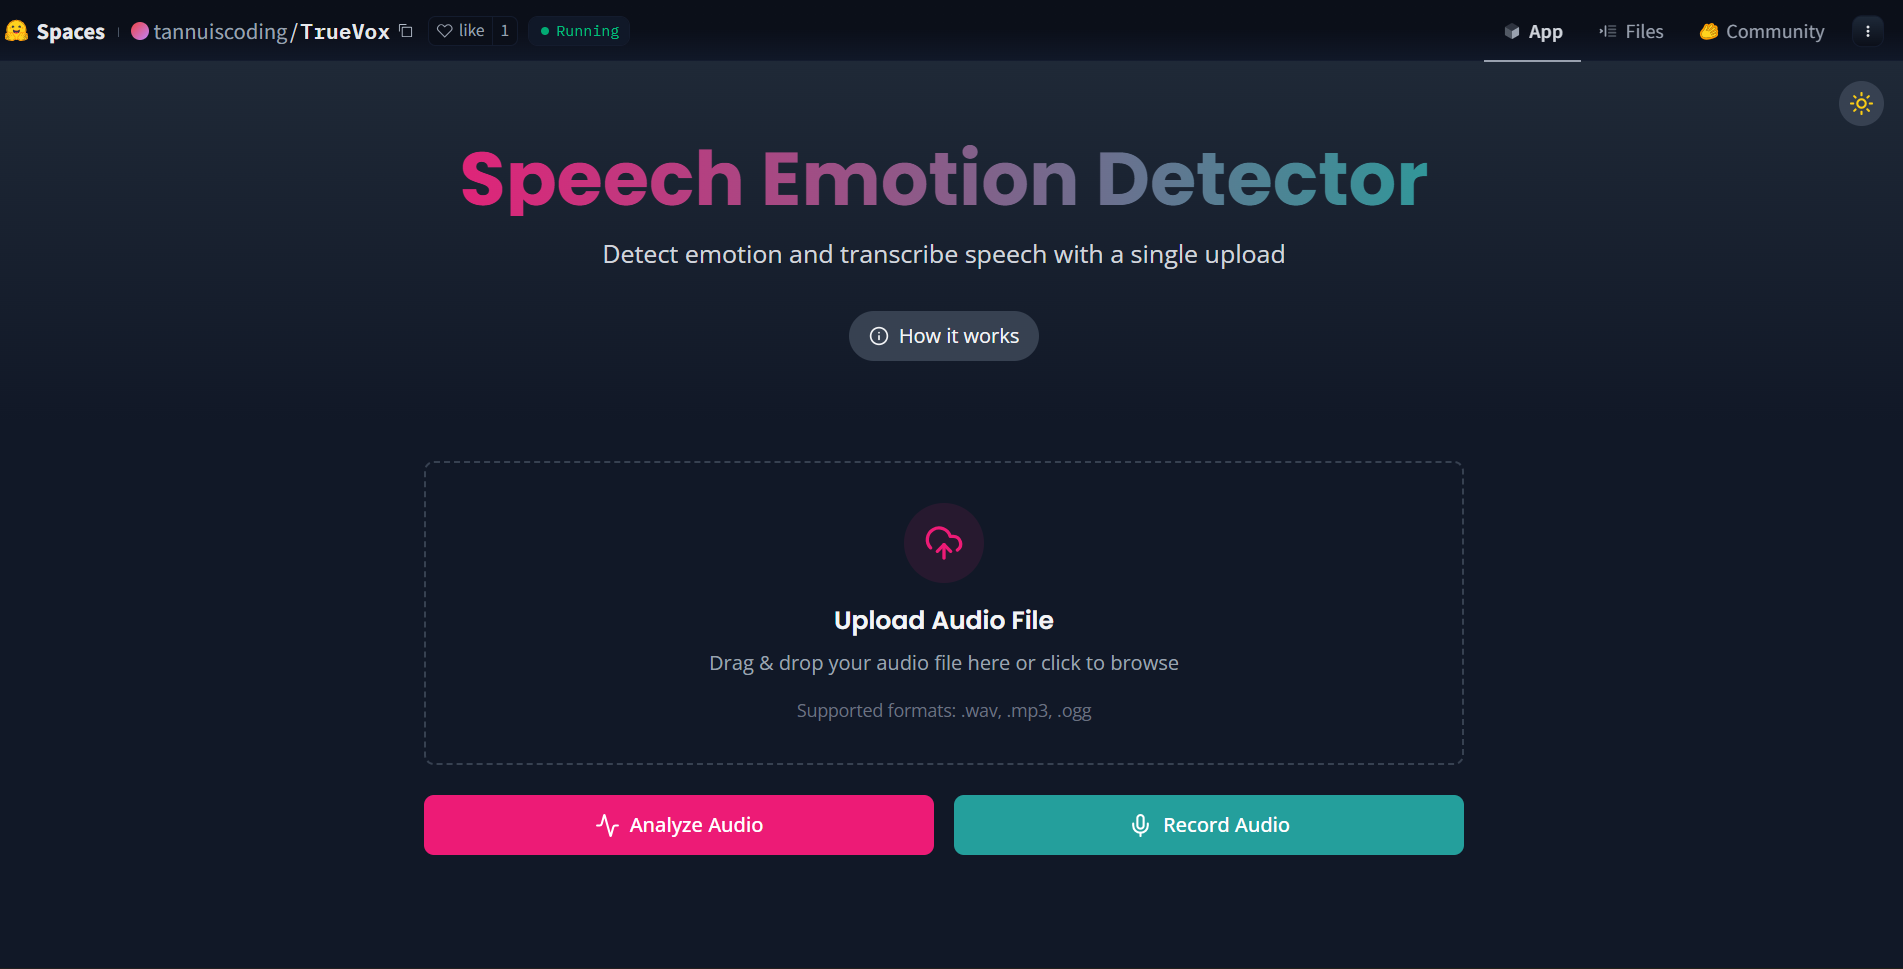 Spaces tannuiscoding/TrueVox like 1 Running App Files Community
Speech Emotion Detector
Detect emotion and transcribe speech with a single upload
How it works
Upload Audio File
Drag & drop your audio file here or click to browse
Supported formats: .wav, .mp3, .ogg
Analyze Audio Record Audio